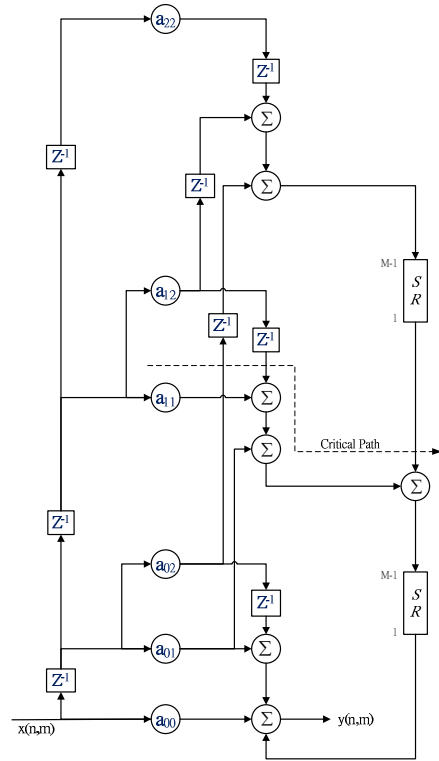 a22
Z-1
Σ
Z-1
Σ
Z-1
M-1
S
R
1
a12
Z-1
Z-1
a11
Σ
Critical Path
Σ
Σ
Z-1
a02
M-1
S
R
1
Z-1
a01
Σ
Z-1
a00
Σ
x(n,m)
y(n,m)